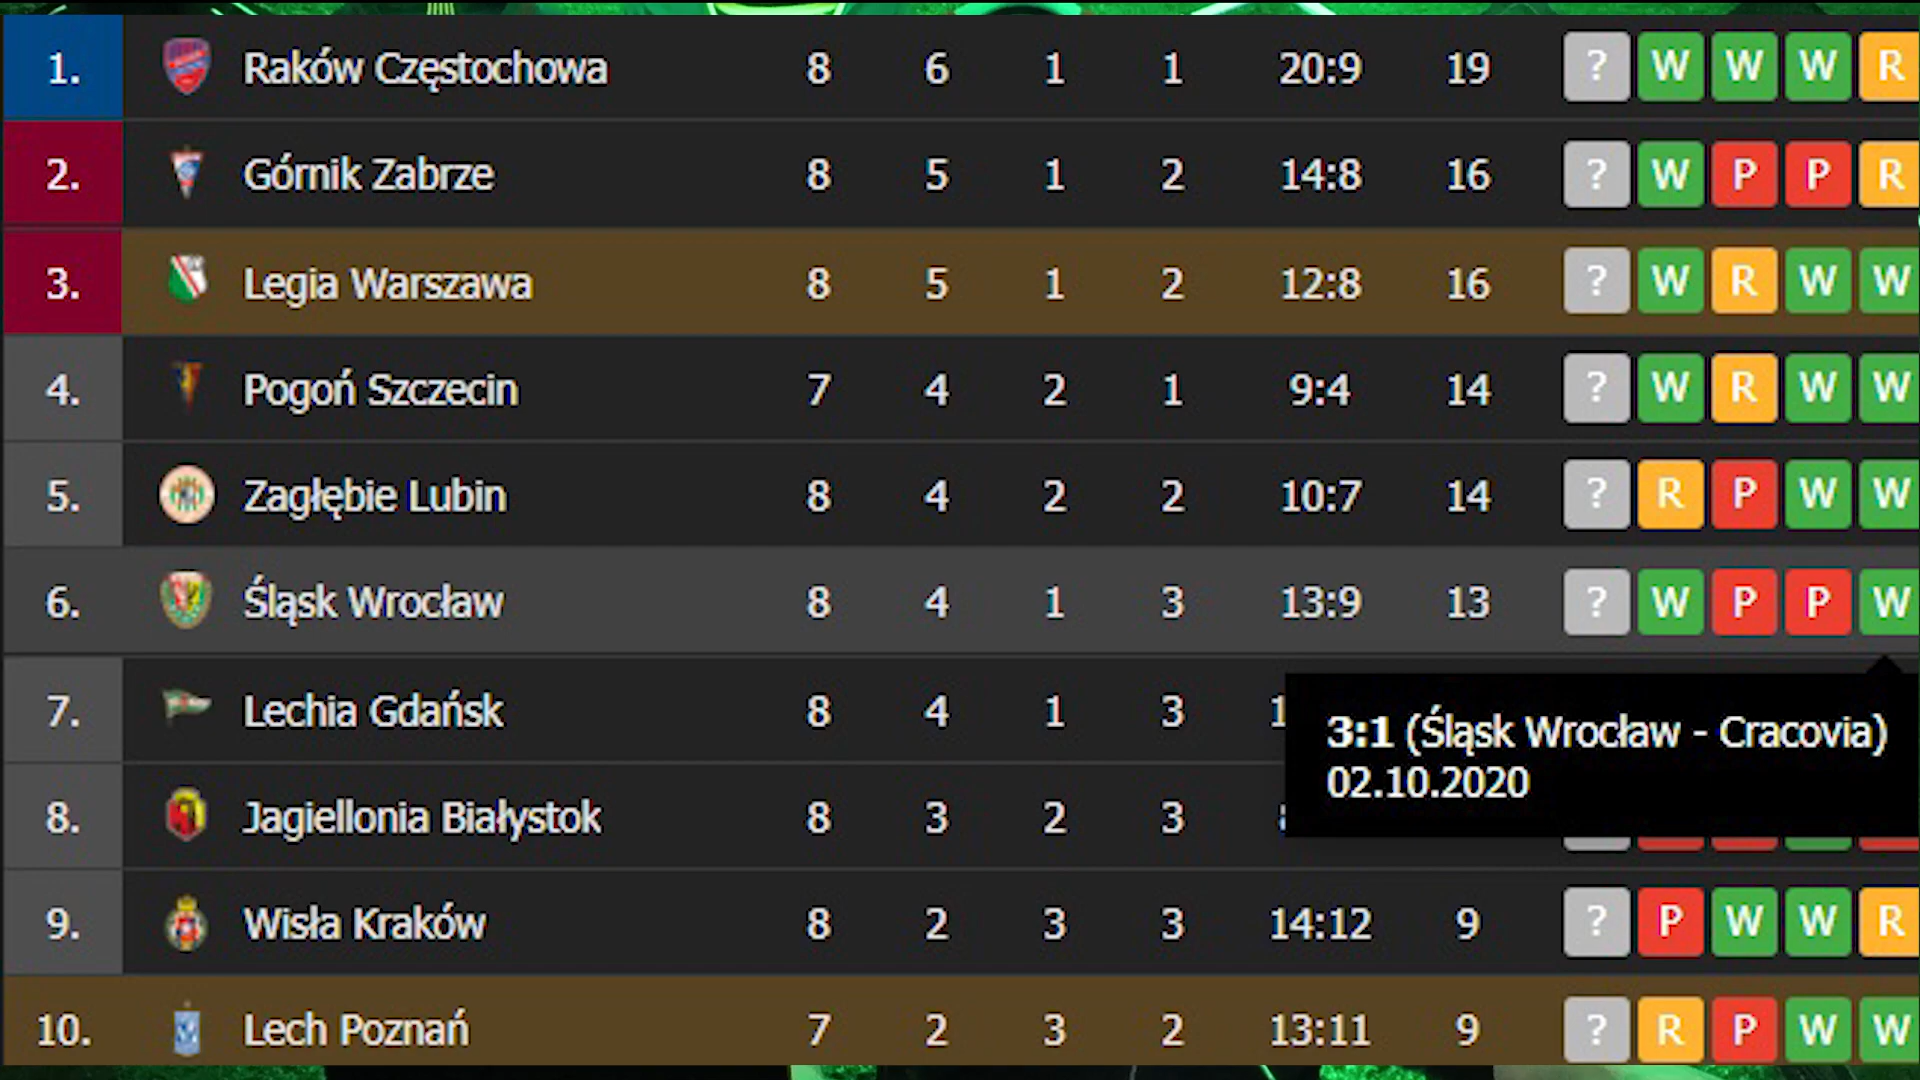 1. Raków Częstochowa 8 6 1 1 20:9 19 ? W W W R
2. Górnik Zabrze 8 5 1 2 14:8 16 ? W P P R
3. Legia Warszawa 8 5 1 2 12:8 16 ? W R W W
4. Pogoń Szczecin 7 4 2 1 9:4 14 ? W R W W
5. Zagłębie Lubin 8 4 2 2 10:7 14 ? R P W W
6. Śląsk Wrocław 8 4 1 3 13:9 13 ? W P P W
7. Lechia Gdańsk 8 4 1 3 1
3:1 (Śląsk Wrocław - Cracovia)
02.10.2020
8. Jagiellonia Białystok 8 3 2 3
9. Wisła Kraków 8 2 3 3 14:12 9 ? P W W R
10. Lech Poznań 7 2 3 2 13:11 9 ? R P W W